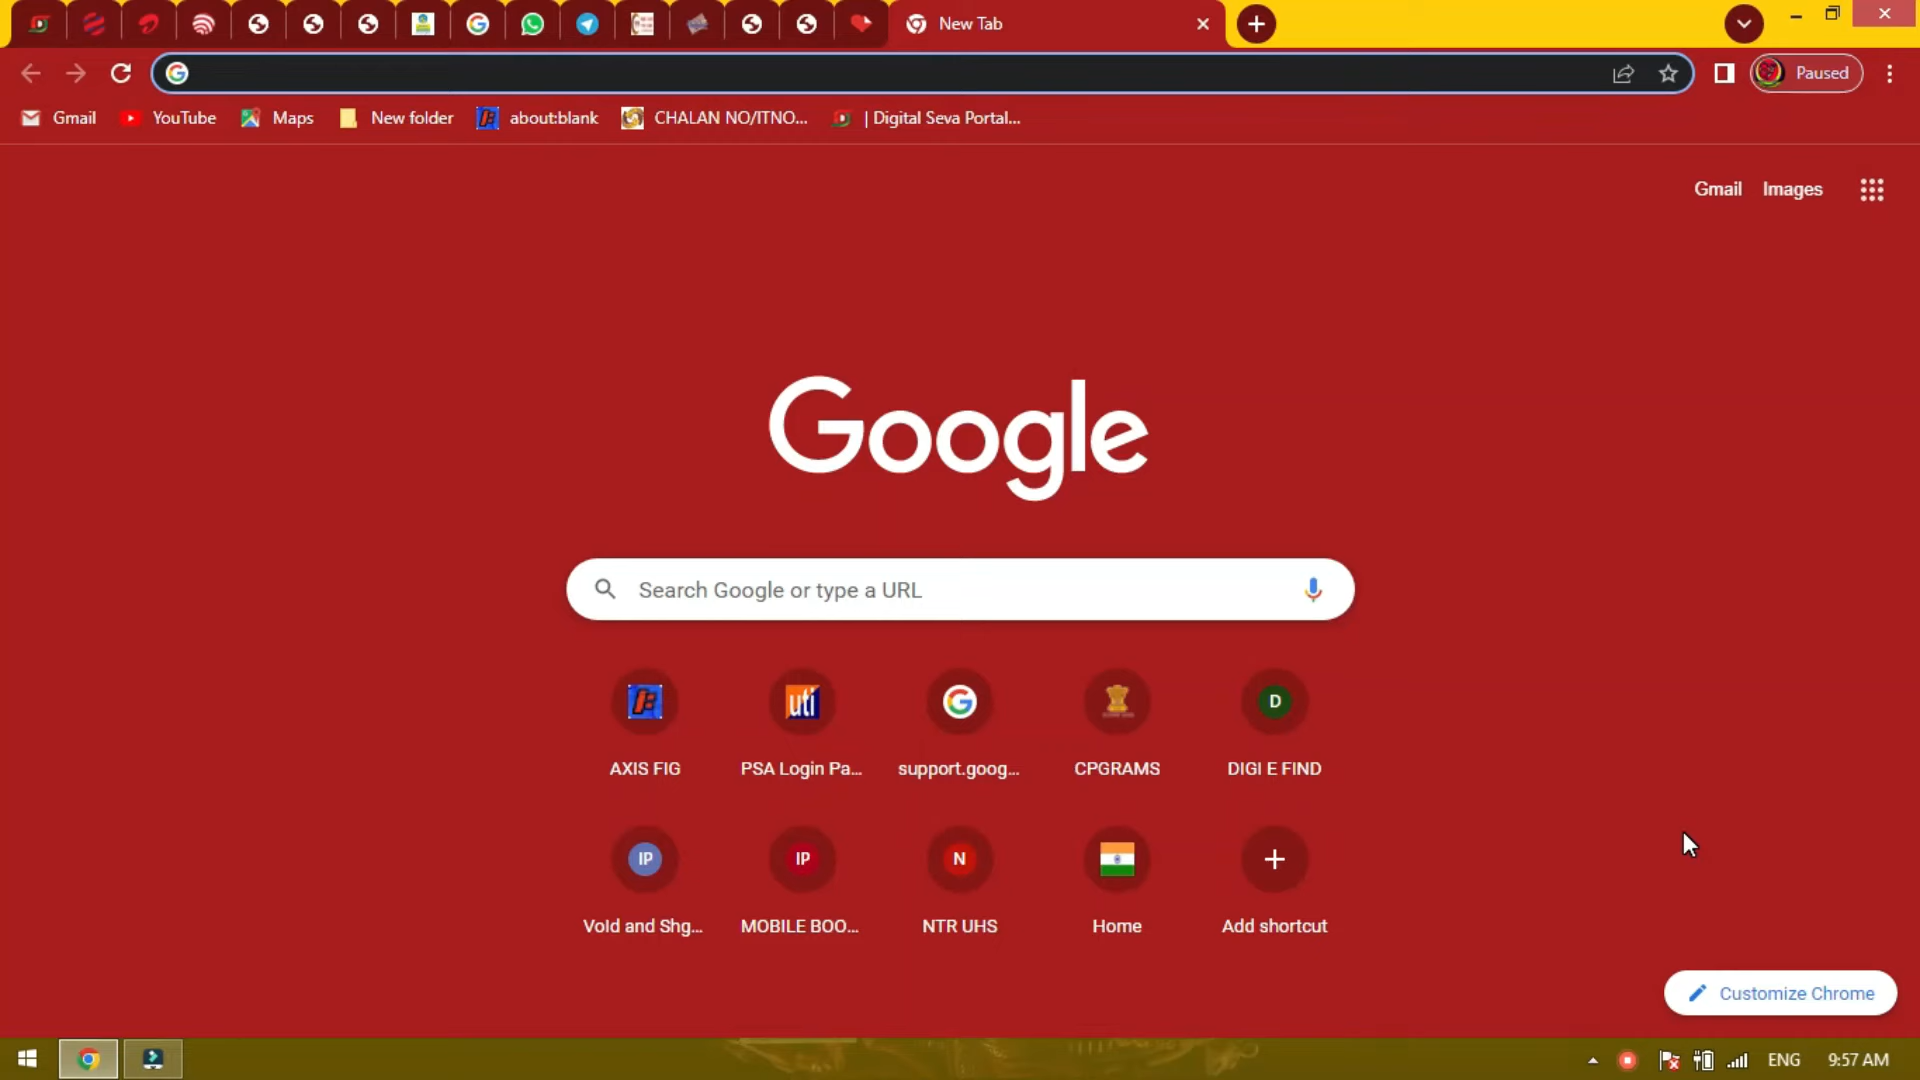 New Tab
Paused
Gmail YouTube Maps New folder about:blank CHALAN NO/ITNO... | Digital Seva Portal...
Gmail Images
Google
Search Google or type a URL
uti D
AXIS FIG PSA Login Pa... support.goog... CPGRAMS DIGI E FIND
IP IP N
Vold and Shg... MOBILE BOO... NTR UHS Home Add shortcut
Customize Chrome
ENG 9:57 AM